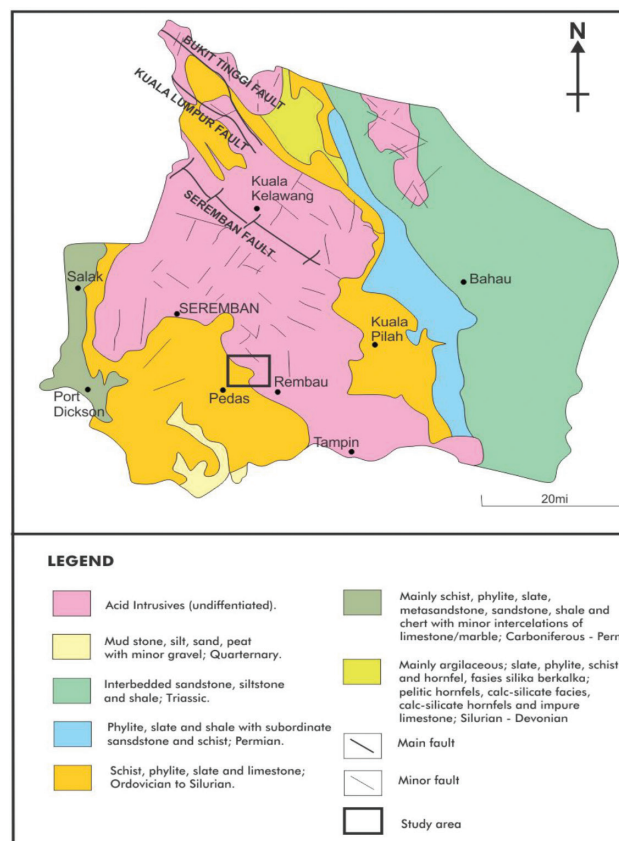 N
BUKIT TINGGI FAULT
KUALA LUMPUR FAULT
Kuala
Kelawang
SEREMBAN FAULT
Salak
Bahau
SEREMBAN
Kuala
Pilah
Port
Dickson
Pedas
Rembau
Tampin
20mi
LEGEND
Acid Intrusives (undiffentiated).
Mud stone, silt, sand, peat
with minor gravel; Quarternary.
Interbedded sandstone, siltstone
and shale; Triassic.
Phylite, slate and shale with subordinate
sansdstone and schist; Permian.
Schist, phylite, slate and limestone;
Ordovician to Silurian.
Mainly schist, phylite, slate,
metasandstone, sandstone, shale and
chert with minor intercelations of
limestone/marble; Carboniferous - Perm
Mainly argilaceous; slate, phylite, schist
and hornfel, fasies silika berkalka;
pelitic hornfels, calc-silicate facies,
calc-silicate hornfels and impure
limestone; Silurian - Devonian
Main fault
Minor fault
Study area